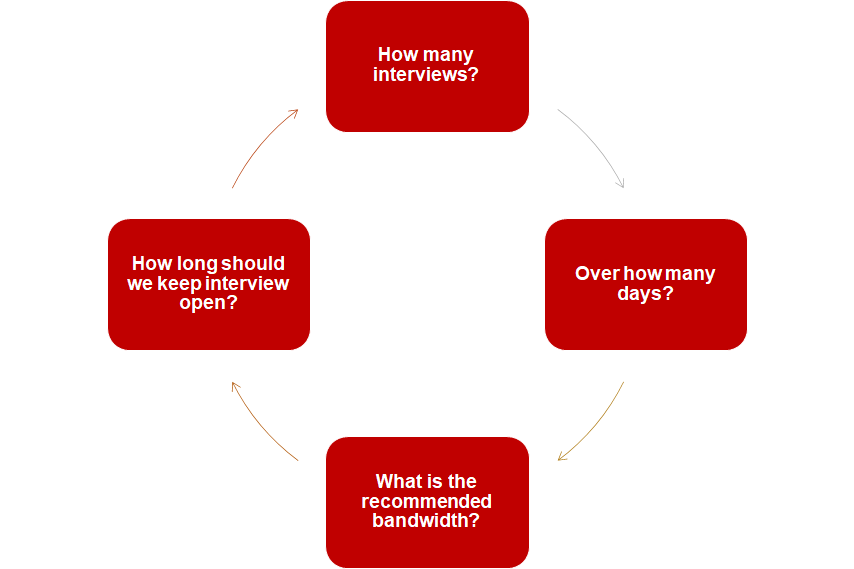 How many
interviews?
Over how many
days?
What is the
recommended
bandwidth?
How long should
we keep interview
open?